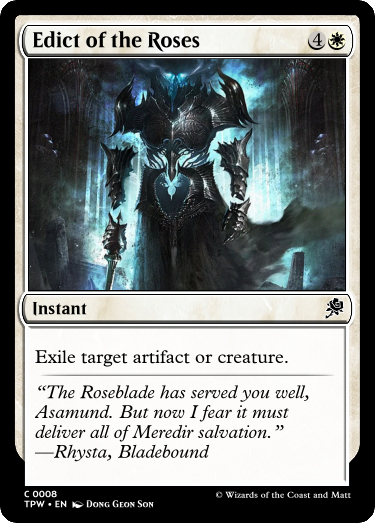 Edict of the Roses 4
Instant
Exile target artifact or creature.
“The Roseblade has served you well,
Asamund. But now I fear it must
deliver all of Meredir salvation.”
—Rhysta, Bladebound
C 0008
TPW • EN Dong Geon Son
© Wizards of the Coast and Matt